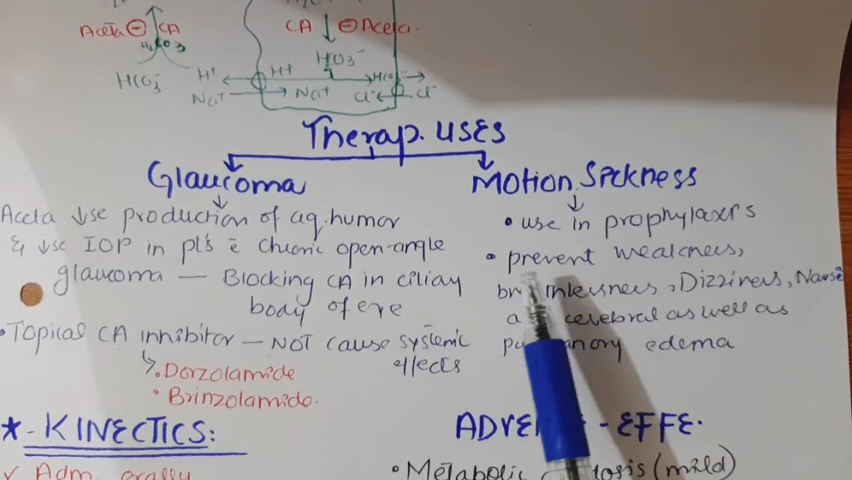 Aceta ⊖ CA
H₂CO₃
HCO₃⁻
H⁺
Na⁺
CA ⊖ Aceta.
HCO₃⁻
H⁺
Na⁺
Cl⁻ Cl⁻
Therap. USES
Glaucoma
Aceta ↓se production of aq. humor
& ↓se IOP in pts c̄ chronic open-angle
glaucoma — Blocking CA in ciliary
body of eye
• Topical CA inhibitor — NOT cause systemic
effects
• Dorzolamide
• Brinzolamide.
Motion Sickness
• use in prophylaxis
• prevent weakness,
Dizziness,
cerebral as well as
edema
* - KINECTICS:
✓ Adm. orally
ADVERSE - EFFE.
• Metabolic (mild)